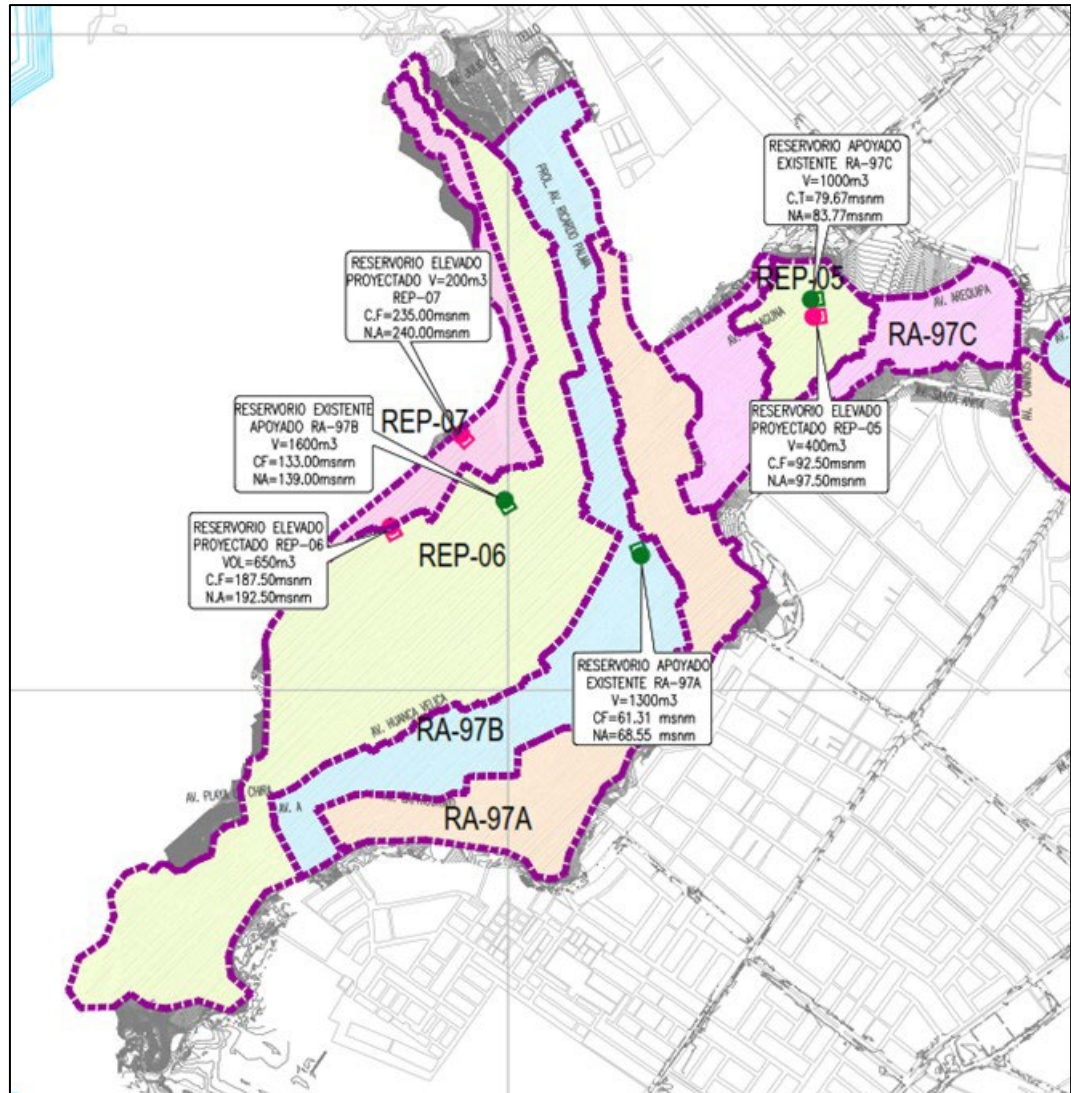 PROL. AV. RICARDO PALMA
RESERVORIO APOYADO
EXISTENTE RA-97C
V=1000m3
C.T=79.67msnm
NA=83.77msnm
RESERVORIO ELEVADO
PROYECTADO V=200m3
REP-07
C.F=235.00msnm
N.A=240.00msnm
REP-05
AV. AREQUIPA
RA-97C
REP-07
RESERVORIO EXISTENTE
APOYADO RA-97B
V=1600m3
CF=133.00msnm
NA=139.00msnm
RESERVORIO ELEVADO
PROYECTADO REP-05
V=400m3
C.F=92.50msnm
N.A=97.50msnm
AV. SANTA ANITA
RESERVORIO ELEVADO
PROYECTADO REP-06
VOL=650m3
C.F=187.50msnm
N.A=192.50msnm
REP-06
RESERVORIO APOYADO
EXISTENTE RA-97A
V=1300m3
CF=61.31 msnm
NA=68.55 msnm
AV. HUANCA VELICA
RA-97B
AV. PLAYA CHIRA
AV. A
RA-97A